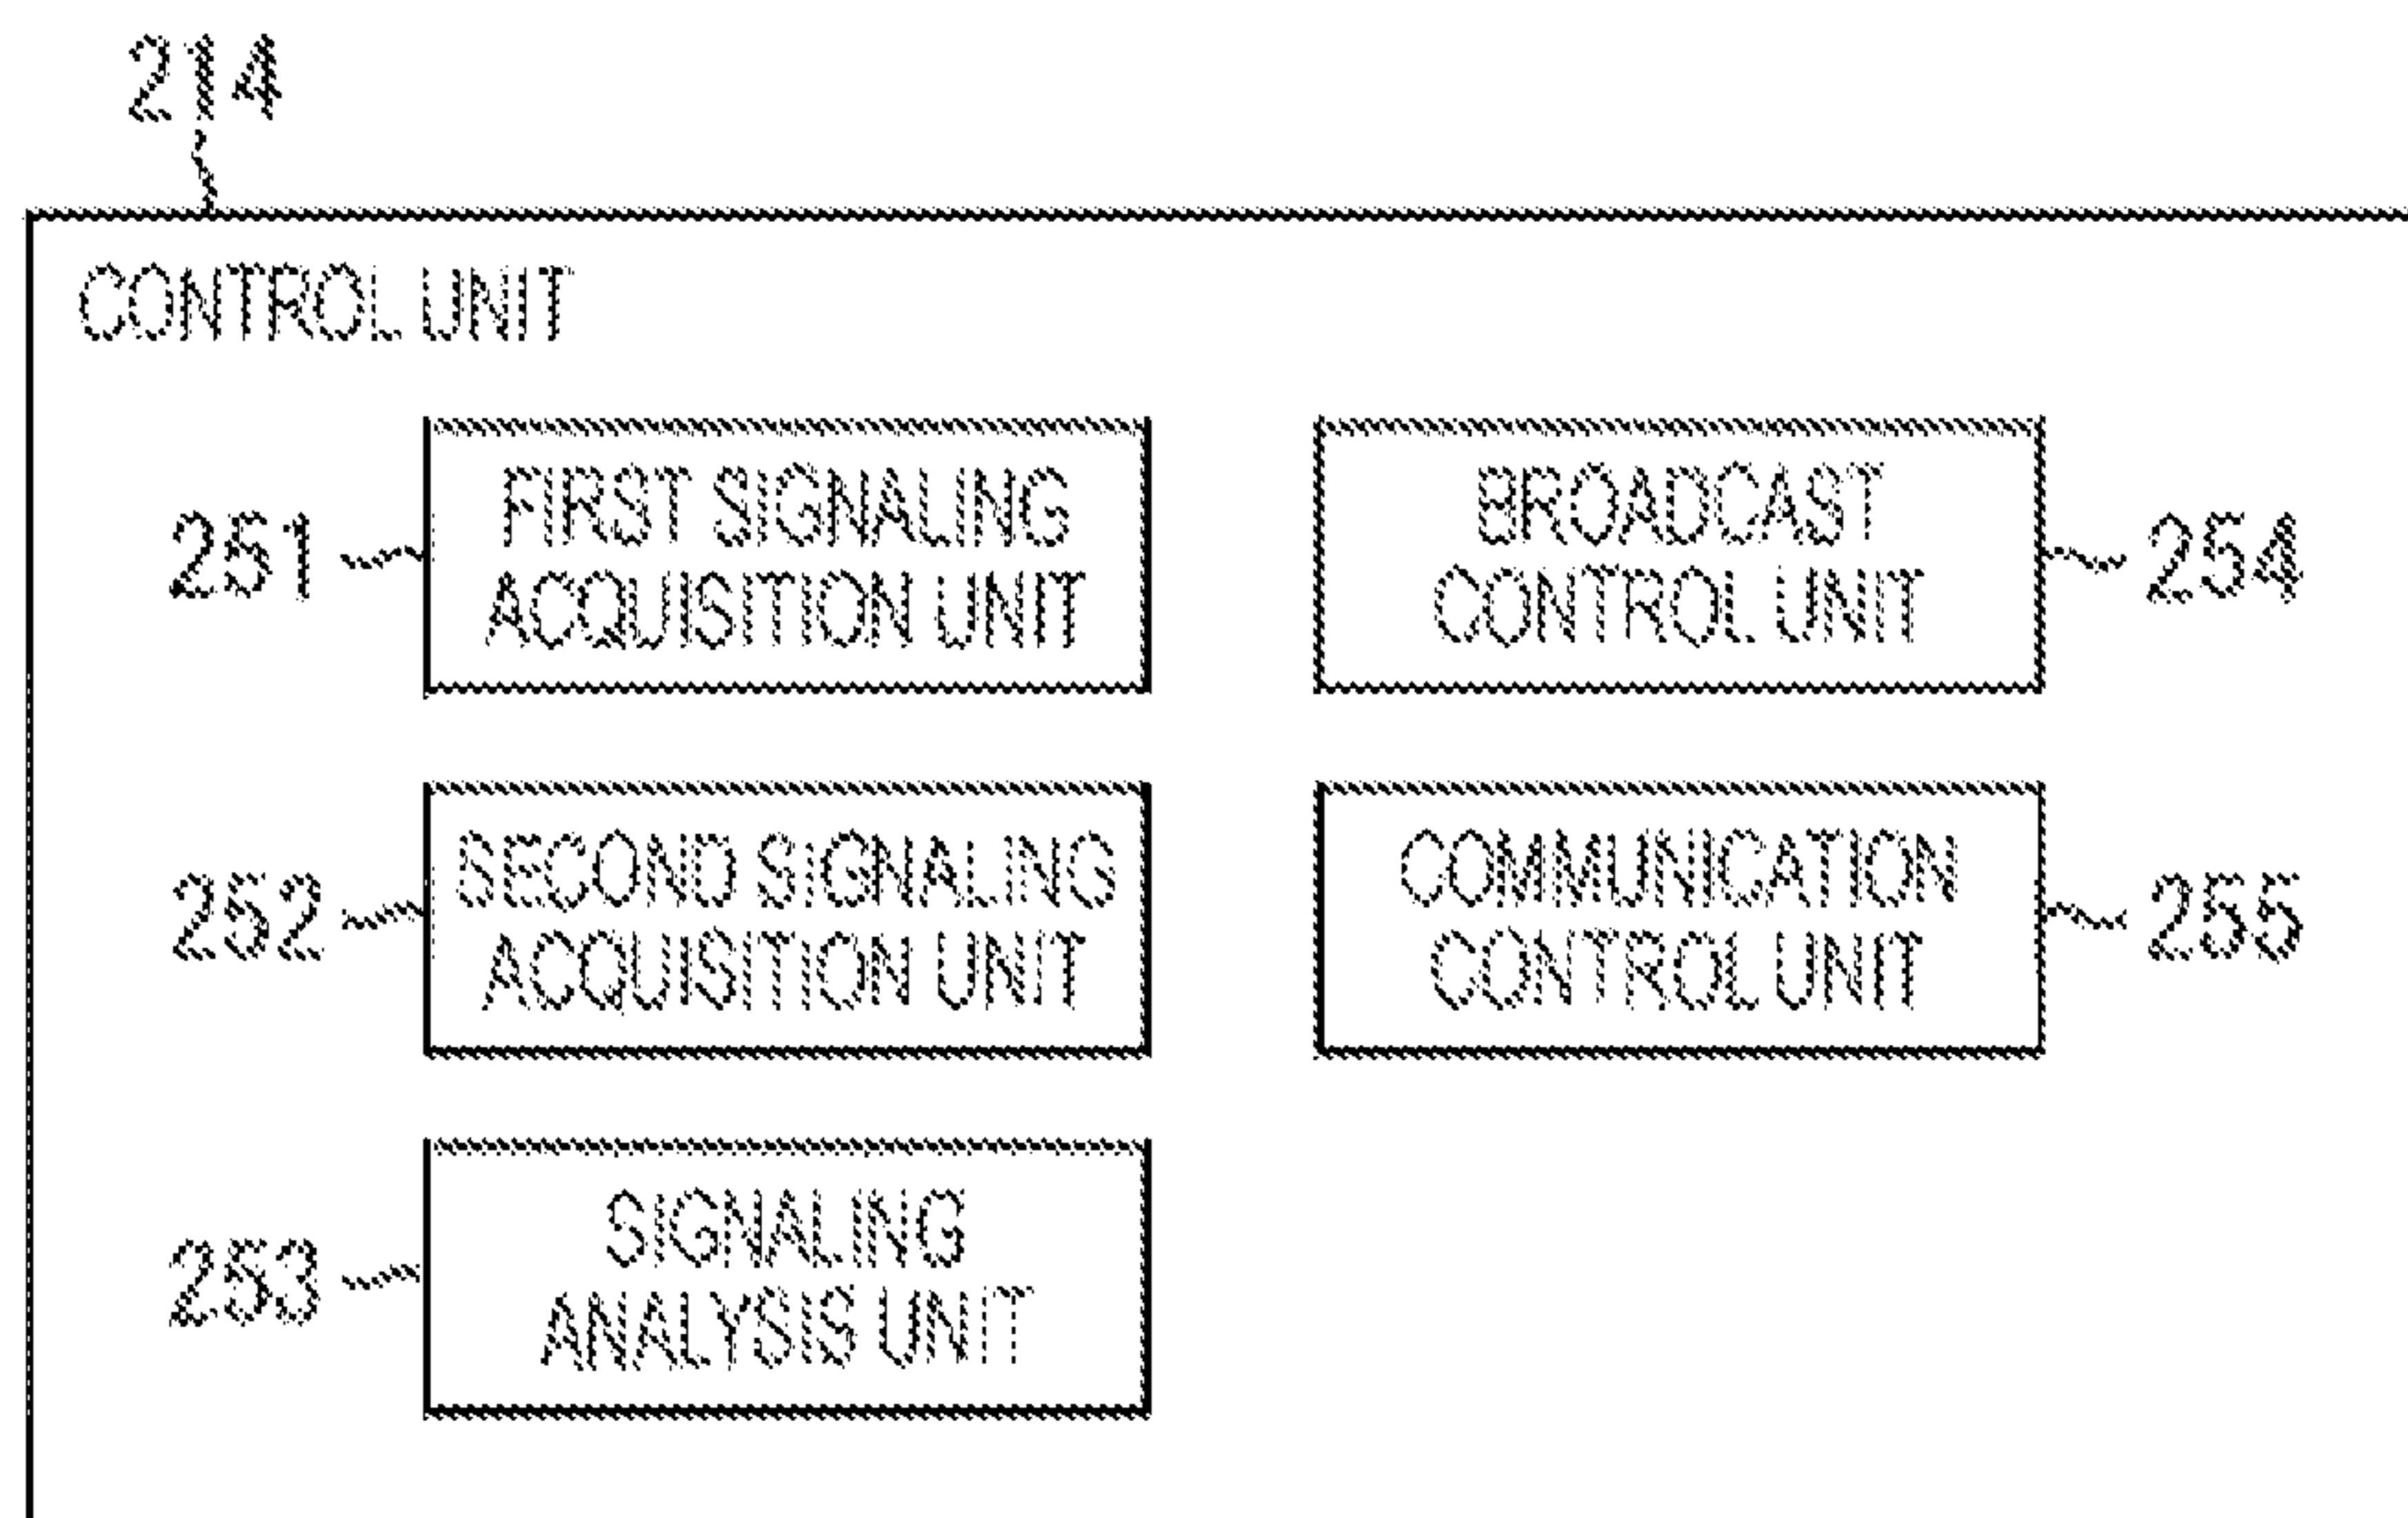 214
CONTROL UNIT
251
FIRST SIGNALING
ACQUISITION UNIT
BROADCAST
CONTROL UNIT
254
252
SECOND SIGNALING
ACQUISITION UNIT
COMMUNICATION
CONTROL UNIT
255
253
SIGNALING
ANALYSIS UNIT